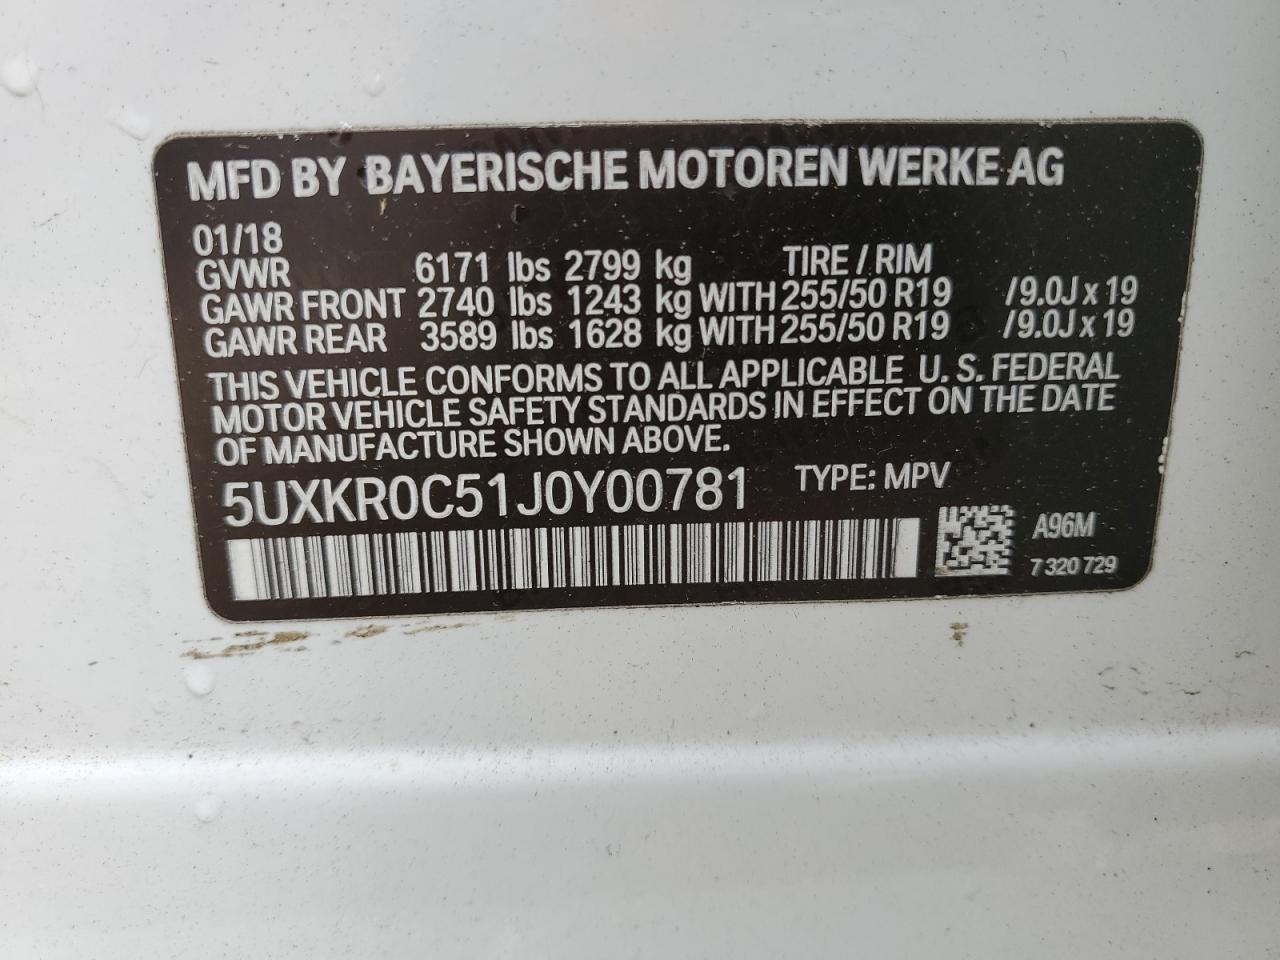 MFD BY BAYERISCHE MOTOREN WERKE AG
01/18
GVWR 6171 lbs 2799 kg TIRE / RIM
GAWR FRONT 2740 lbs 1243 kg WITH 255/50 R19 /9.0J x 19
GAWR REAR 3589 lbs 1628 kg WITH 255/50 R19 /9.0J x 19
THIS VEHICLE CONFORMS TO ALL APPLICABLE U. S. FEDERAL
MOTOR VEHICLE SAFETY STANDARDS IN EFFECT ON THE DATE
OF MANUFACTURE SHOWN ABOVE.
5UXKR0C51J0Y00781 TYPE: MPV
A96M
7 320 729